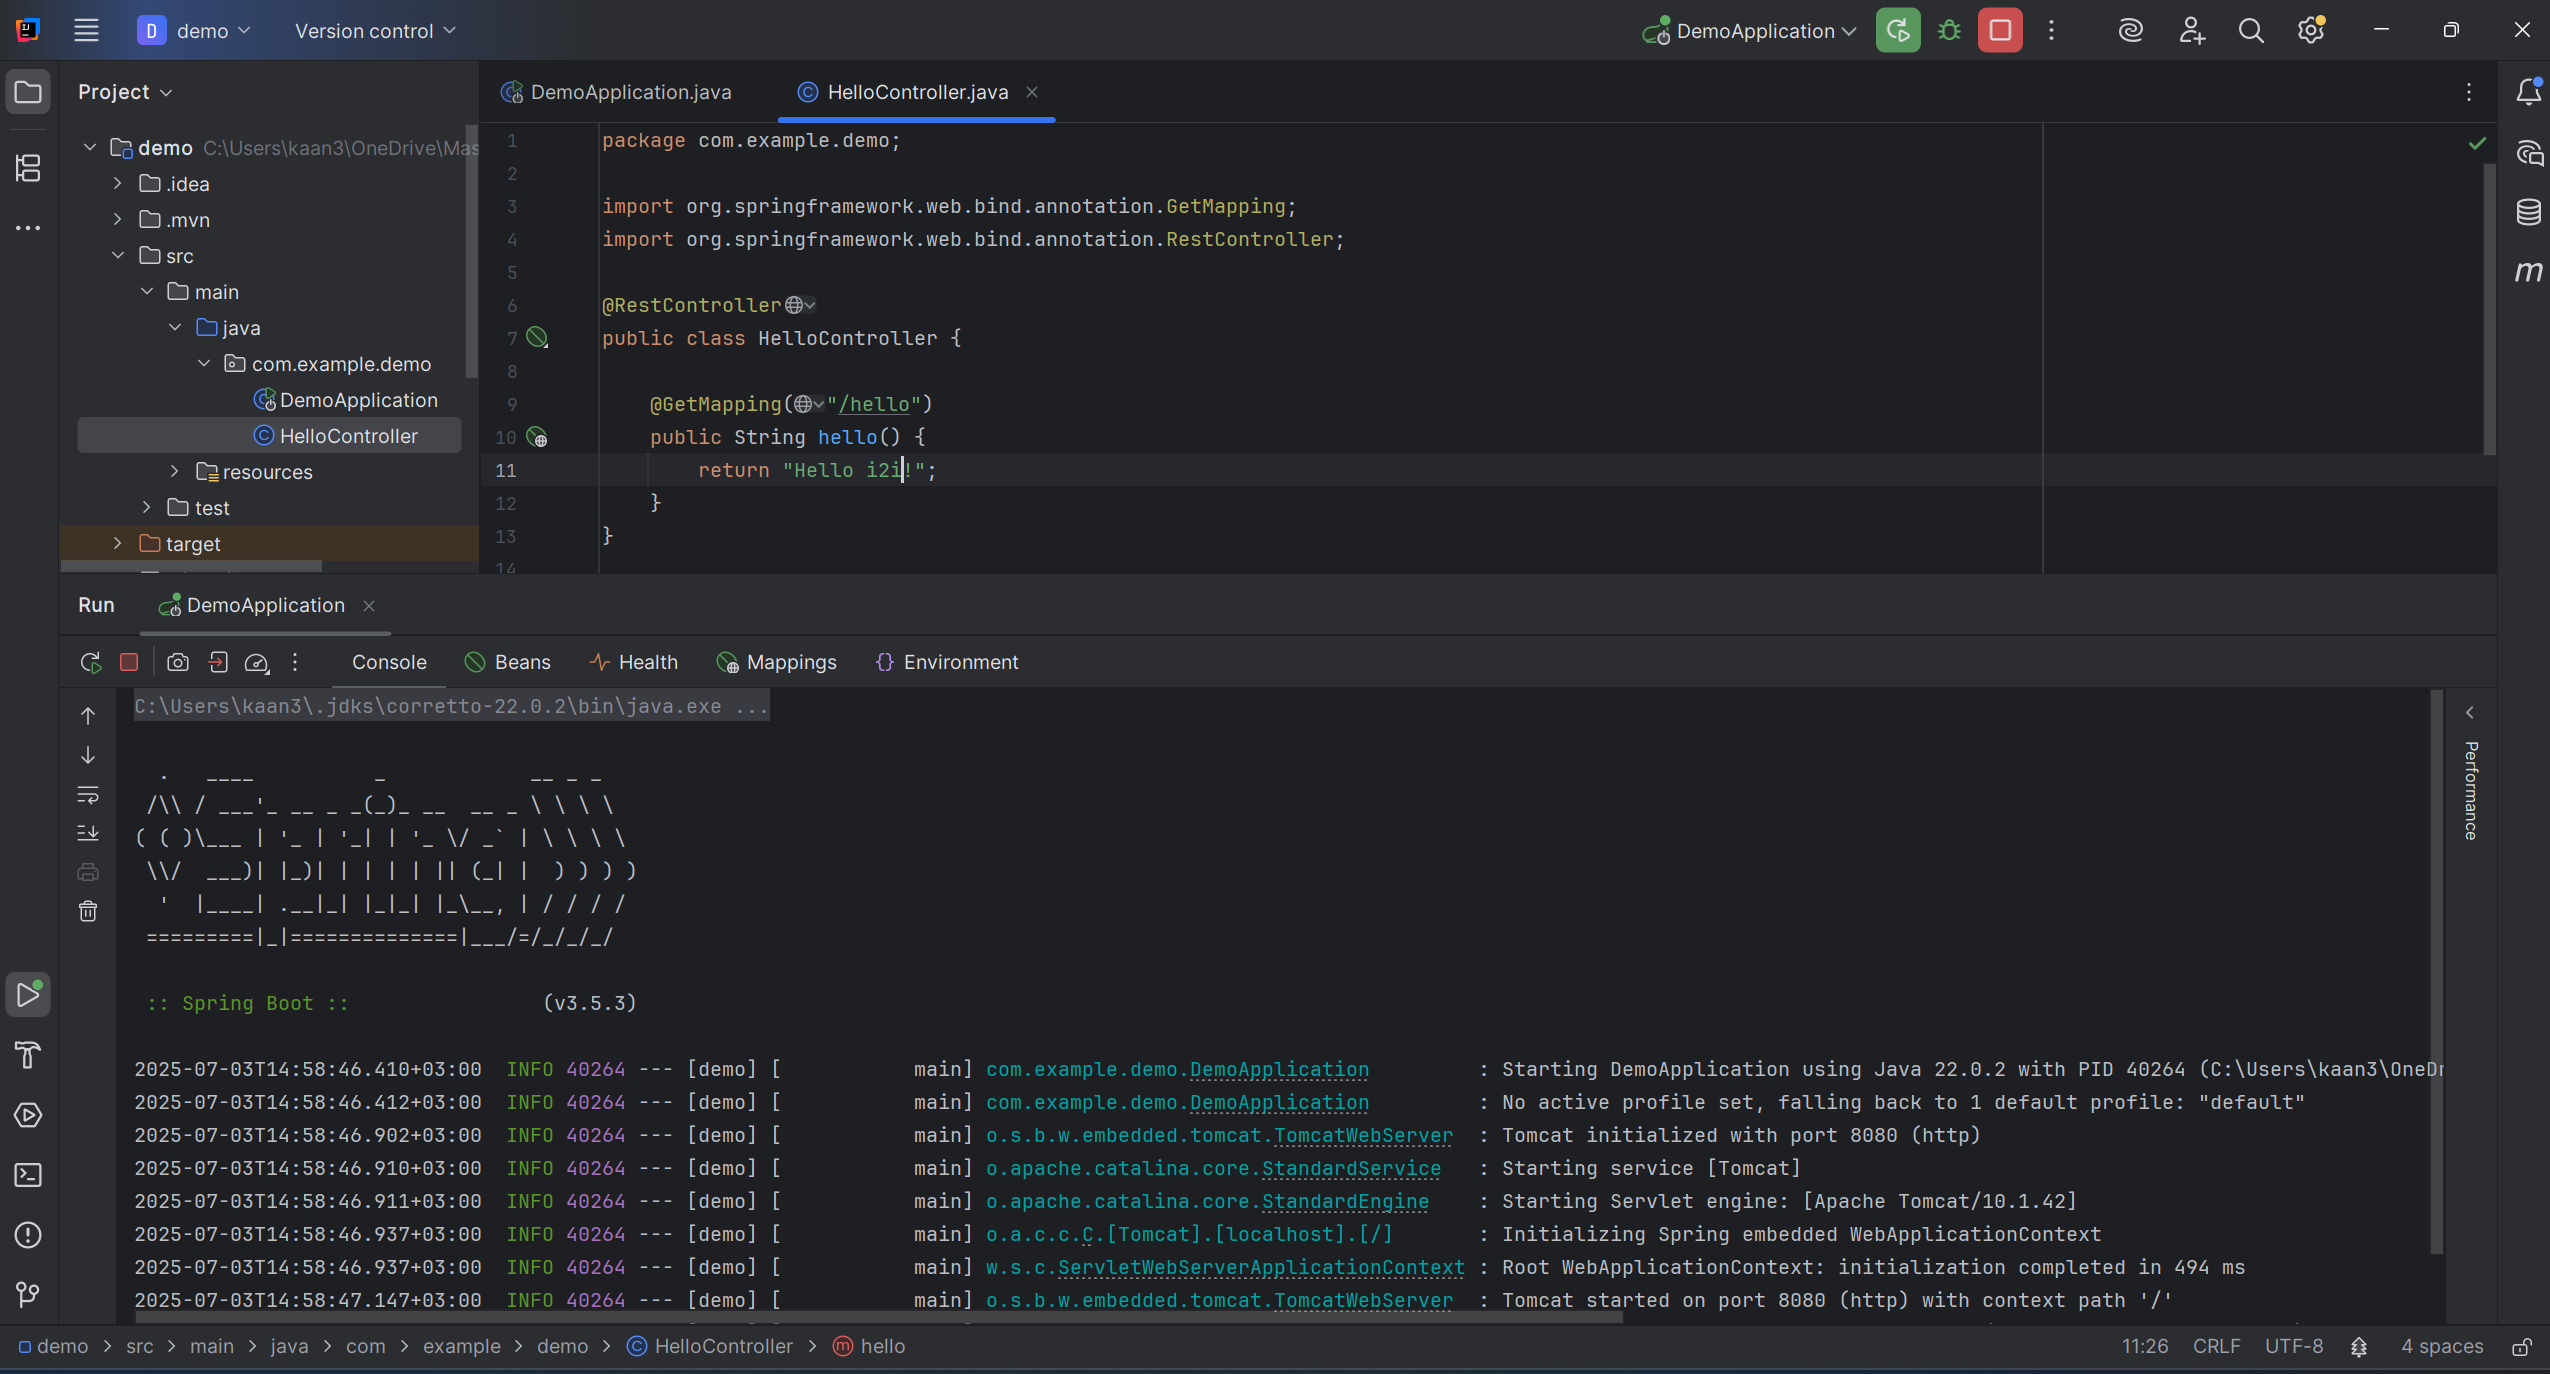 D demo Version control DemoApplication
Project
demo C:\Users\kaan3\OneDrive\Mas
.idea
.mvn
src
main
java
com.example.demo
DemoApplication
HelloController
resources
test
target
DemoApplication.java HelloController.java
1 package com.example.demo;
2
3 import org.springframework.web.bind.annotation.GetMapping;
4 import org.springframework.web.bind.annotation.RestController;
5
6 @RestController
7 public class HelloController {
8
9 @GetMapping("/hello")
10 public String hello() {
11 return "Hello i2i!";
12 }
13 }
14
Run DemoApplication
Console Beans Health Mappings Environment
C:\Users\kaan3\.jdks\corretto-22.0.2\bin\java.exe ...
  .   ____          _            __ _ _
 /\\ / ___'_ __ _ _(_)_ __  __ _ \ \ \ \
( ( )\___ | '_ | '_| | '_ \/ _` | \ \ \ \
 \\/  ___)| |_)| | | | | || (_| |  ) ) ) )
  '  |____| .__|_| |_|_| |_\__, | / / / /
 =========|_|==============|___/=/_/_/_/
:: Spring Boot :: (v3.5.3)
2025-07-03T14:58:46.410+03:00 INFO 40264 --- [demo] [ main] com.example.demo.DemoApplication : Starting DemoApplication using Java 22.0.2 with PID 40264 (C:\Users\kaan3\OneDr
2025-07-03T14:58:46.412+03:00 INFO 40264 --- [demo] [ main] com.example.demo.DemoApplication : No active profile set, falling back to 1 default profile: "default"
2025-07-03T14:58:46.902+03:00 INFO 40264 --- [demo] [ main] o.s.b.w.embedded.tomcat.TomcatWebServer : Tomcat initialized with port 8080 (http)
2025-07-03T14:58:46.910+03:00 INFO 40264 --- [demo] [ main] o.apache.catalina.core.StandardService : Starting service [Tomcat]
2025-07-03T14:58:46.911+03:00 INFO 40264 --- [demo] [ main] o.apache.catalina.core.StandardEngine : Starting Servlet engine: [Apache Tomcat/10.1.42]
2025-07-03T14:58:46.937+03:00 INFO 40264 --- [demo] [ main] o.a.c.c.C.[Tomcat].[localhost].[/] : Initializing Spring embedded WebApplicationContext
2025-07-03T14:58:46.937+03:00 INFO 40264 --- [demo] [ main] w.s.c.ServletWebServerApplicationContext : Root WebApplicationContext: initialization completed in 494 ms
2025-07-03T14:58:47.147+03:00 INFO 40264 --- [demo] [ main] o.s.b.w.embedded.tomcat.TomcatWebServer : Tomcat started on port 8080 (http) with context path '/'
Performance
demo > src > main > java > com > example > demo > HelloController > hello
11:26 CRLF UTF-8 4 spaces